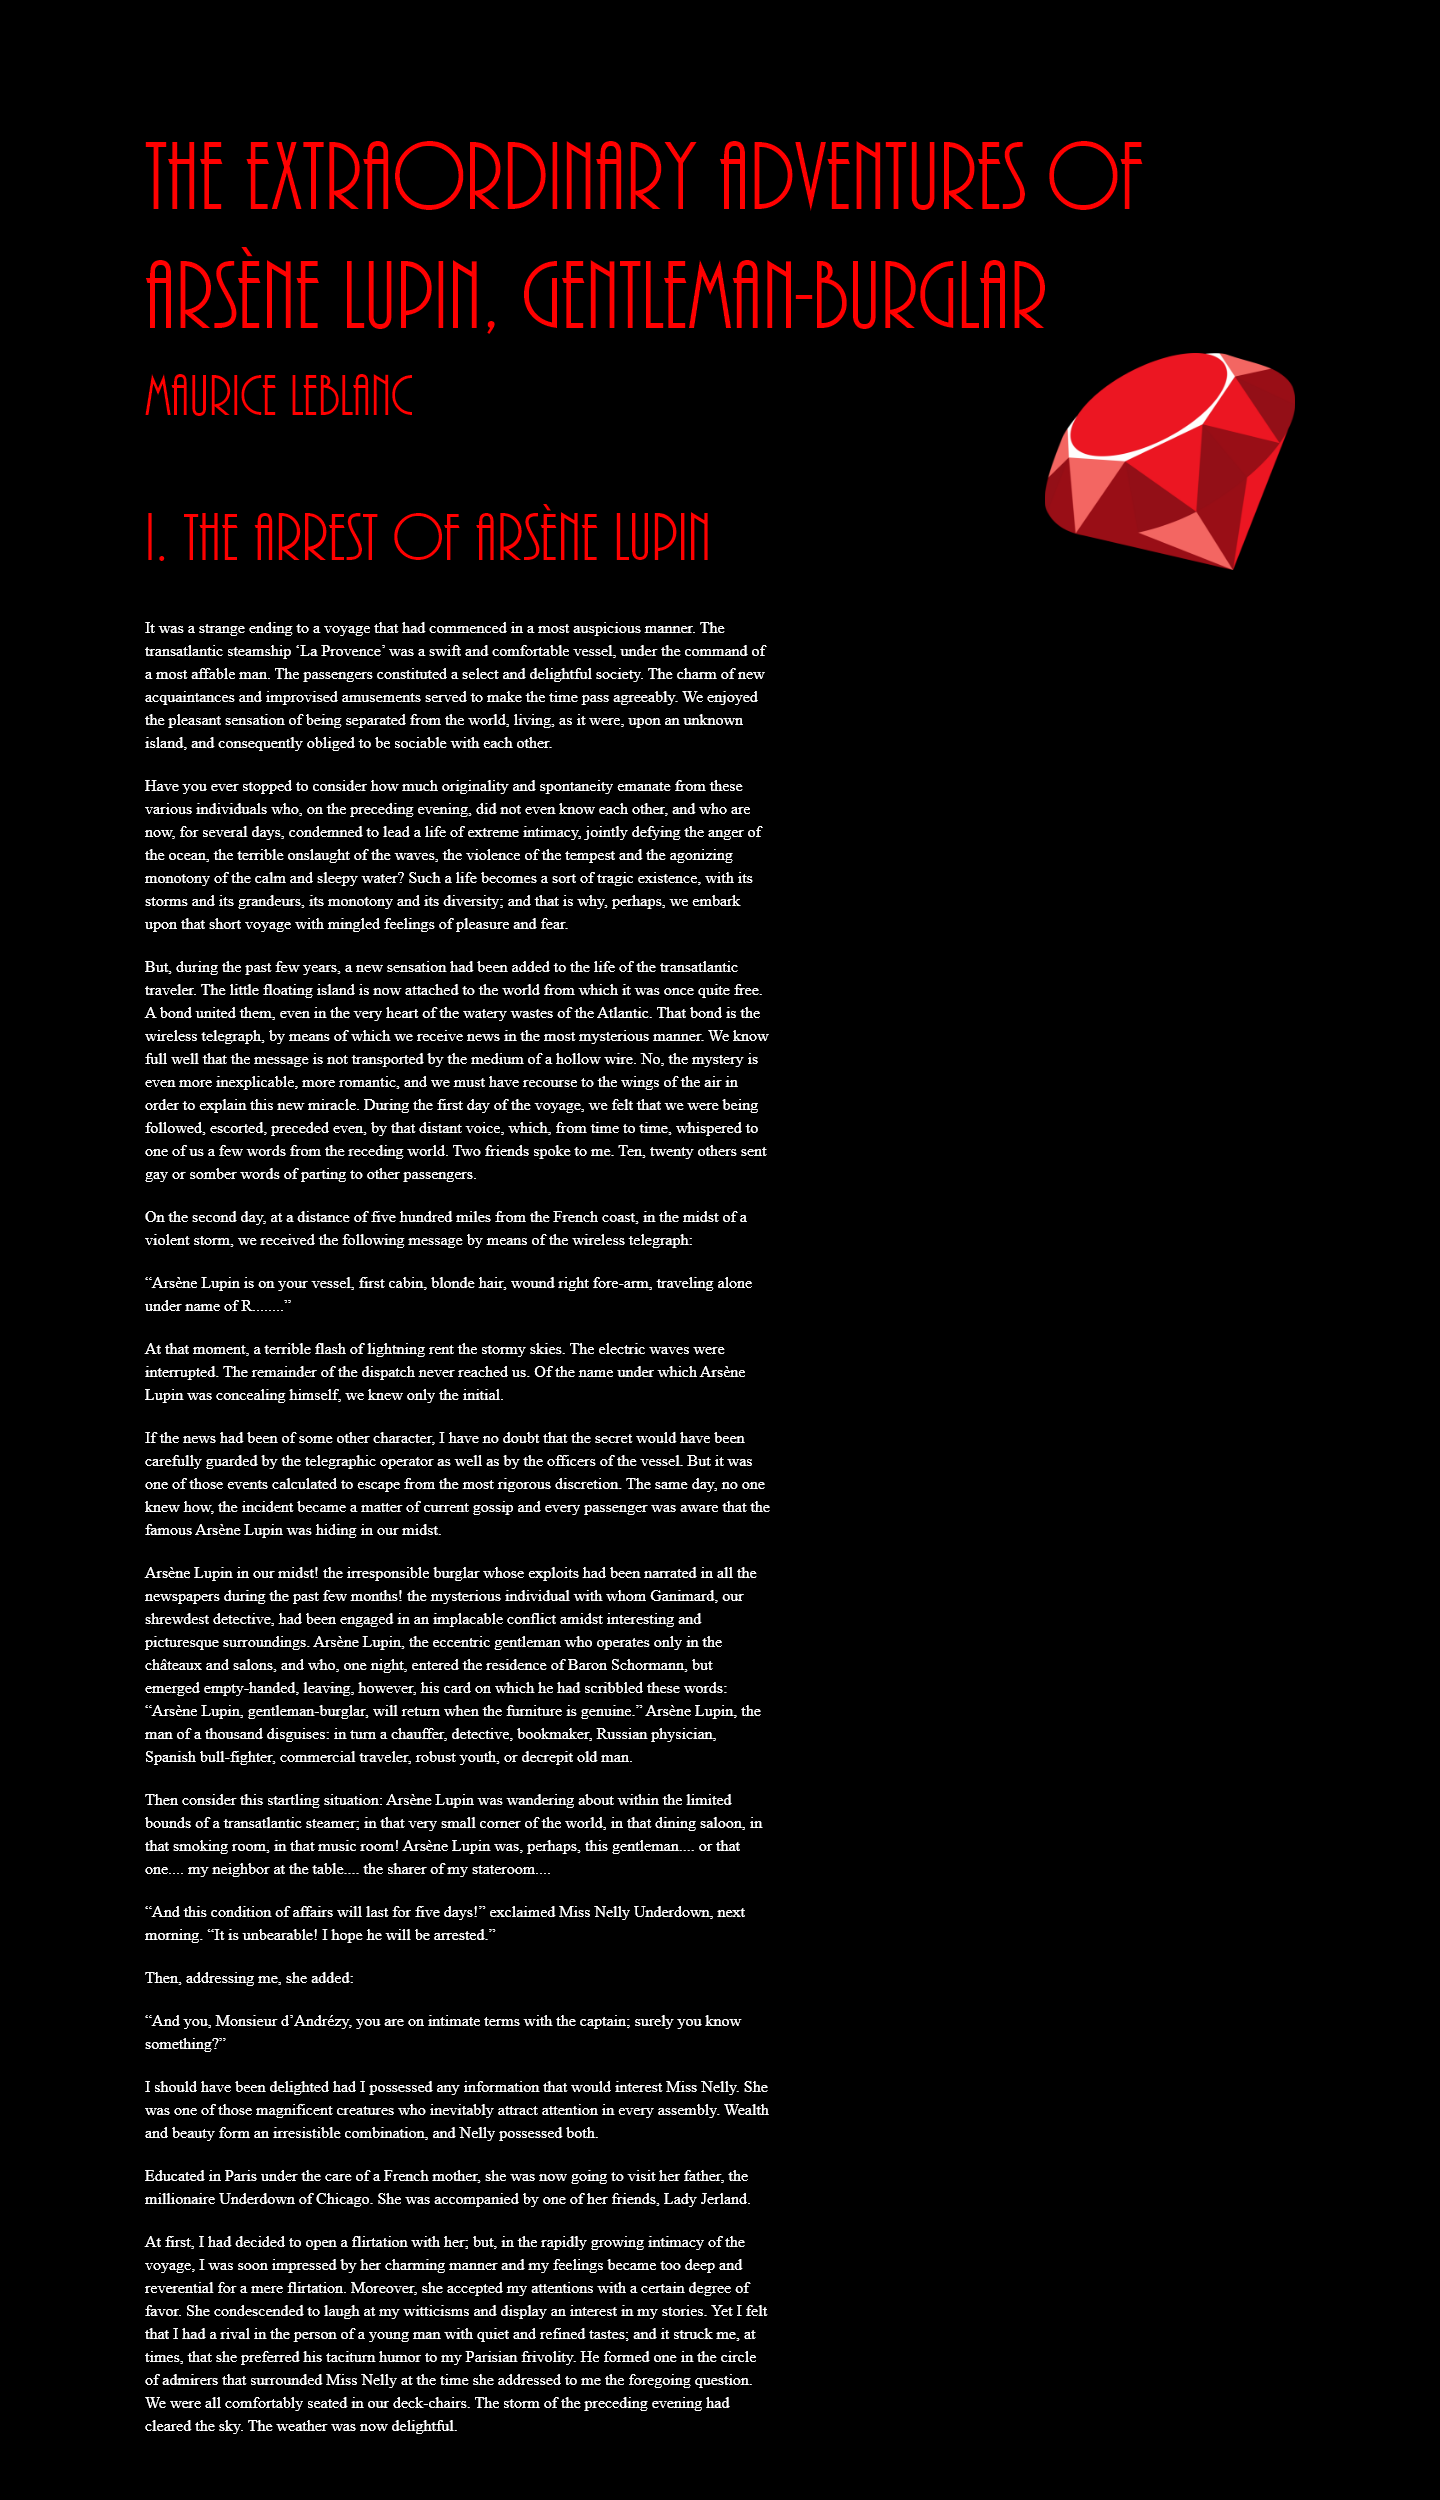 THE EXTRAORDINARY ADVENTURES OF
ARSÈNE LUPIN, GENTLEMAN-BURGLAR
MAURICE LEBLANC
I. THE ARREST OF ARSÈNE LUPIN
It was a strange ending to a voyage that had commenced in a most auspicious manner. The
transatlantic steamship ‘La Provence’ was a swift and comfortable vessel, under the command of
a most affable man. The passengers constituted a select and delightful society. The charm of new
acquaintances and improvised amusements served to make the time pass agreeably. We enjoyed
the pleasant sensation of being separated from the world, living, as it were, upon an unknown
island, and consequently obliged to be sociable with each other.
Have you ever stopped to consider how much originality and spontaneity emanate from these
various individuals who, on the preceding evening, did not even know each other, and who are
now, for several days, condemned to lead a life of extreme intimacy, jointly defying the anger of
the ocean, the terrible onslaught of the waves, the violence of the tempest and the agonizing
monotony of the calm and sleepy water? Such a life becomes a sort of tragic existence, with its
storms and its grandeurs, its monotony and its diversity; and that is why, perhaps, we embark
upon that short voyage with mingled feelings of pleasure and fear.
But, during the past few years, a new sensation had been added to the life of the transatlantic
traveler. The little floating island is now attached to the world from which it was once quite free.
A bond united them, even in the very heart of the watery wastes of the Atlantic. That bond is the
wireless telegraph, by means of which we receive news in the most mysterious manner. We know
full well that the message is not transported by the medium of a hollow wire. No, the mystery is
even more inexplicable, more romantic, and we must have recourse to the wings of the air in
order to explain this new miracle. During the first day of the voyage, we felt that we were being
followed, escorted, preceded even, by that distant voice, which, from time to time, whispered to
one of us a few words from the receding world. Two friends spoke to me. Ten, twenty others sent
gay or somber words of parting to other passengers.
On the second day, at a distance of five hundred miles from the French coast, in the midst of a
violent storm, we received the following message by means of the wireless telegraph:
“Arsène Lupin is on your vessel, first cabin, blonde hair, wound right fore-arm, traveling alone
under name of R........”
At that moment, a terrible flash of lightning rent the stormy skies. The electric waves were
interrupted. The remainder of the dispatch never reached us. Of the name under which Arsène
Lupin was concealing himself, we knew only the initial.
If the news had been of some other character, I have no doubt that the secret would have been
carefully guarded by the telegraphic operator as well as by the officers of the vessel. But it was
one of those events calculated to escape from the most rigorous discretion. The same day, no one
knew how, the incident became a matter of current gossip and every passenger was aware that the
famous Arsène Lupin was hiding in our midst.
Arsène Lupin in our midst! the irresponsible burglar whose exploits had been narrated in all the
newspapers during the past few months! the mysterious individual with whom Ganimard, our
shrewdest detective, had been engaged in an implacable conflict amidst interesting and
picturesque surroundings. Arsène Lupin, the eccentric gentleman who operates only in the
châteaux and salons, and who, one night, entered the residence of Baron Schormann, but
emerged empty-handed, leaving, however, his card on which he had scribbled these words:
“Arsène Lupin, gentleman-burglar, will return when the furniture is genuine.” Arsène Lupin, the
man of a thousand disguises: in turn a chauffer, detective, bookmaker, Russian physician,
Spanish bull-fighter, commercial traveler, robust youth, or decrepit old man.
Then consider this startling situation: Arsène Lupin was wandering about within the limited
bounds of a transatlantic steamer; in that very small corner of the world, in that dining saloon, in
that smoking room, in that music room! Arsène Lupin was, perhaps, this gentleman.... or that
one.... my neighbor at the table.... the sharer of my stateroom....
“And this condition of affairs will last for five days!” exclaimed Miss Nelly Underdown, next
morning. “It is unbearable! I hope he will be arrested.”
Then, addressing me, she added:
“And you, Monsieur d’Andrézy, you are on intimate terms with the captain; surely you know
something?”
I should have been delighted had I possessed any information that would interest Miss Nelly. She
was one of those magnificent creatures who inevitably attract attention in every assembly. Wealth
and beauty form an irresistible combination, and Nelly possessed both.
Educated in Paris under the care of a French mother, she was now going to visit her father, the
millionaire Underdown of Chicago. She was accompanied by one of her friends, Lady Jerland.
At first, I had decided to open a flirtation with her; but, in the rapidly growing intimacy of the
voyage, I was soon impressed by her charming manner and my feelings became too deep and
reverential for a mere flirtation. Moreover, she accepted my attentions with a certain degree of
favor. She condescended to laugh at my witticisms and display an interest in my stories. Yet I felt
that I had a rival in the person of a young man with quiet and refined tastes; and it struck me, at
times, that she preferred his taciturn humor to my Parisian frivolity. He formed one in the circle
of admirers that surrounded Miss Nelly at the time she addressed to me the foregoing question.
We were all comfortably seated in our deck-chairs. The storm of the preceding evening had
cleared the sky. The weather was now delightful.